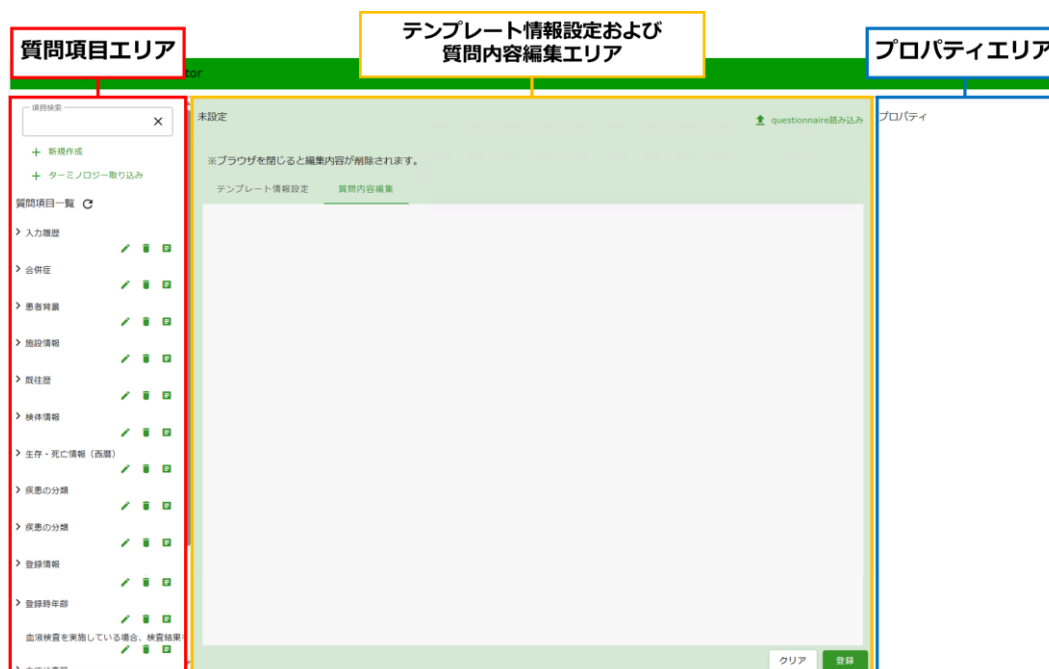 質問項目エリア
テンプレート情報設定および
質問内容編集エリア
プロパティエリア
tor
項目検索
新規作成
ターミノロジー取り込み
質問項目一覧
入力履歴
合併症
患者背景
施設情報
既往歴
検体情報
生存・死亡情報（西暦）
疾患の分類
疾患の分類
登録情報
登録時年齢
血液検査を実施している場合、検査結果
未設定
questionnaire読み込み
※ブラウザを閉じると編集内容が削除されます。
テンプレート情報設定
質問内容編集
クリア
登録
プロパティ